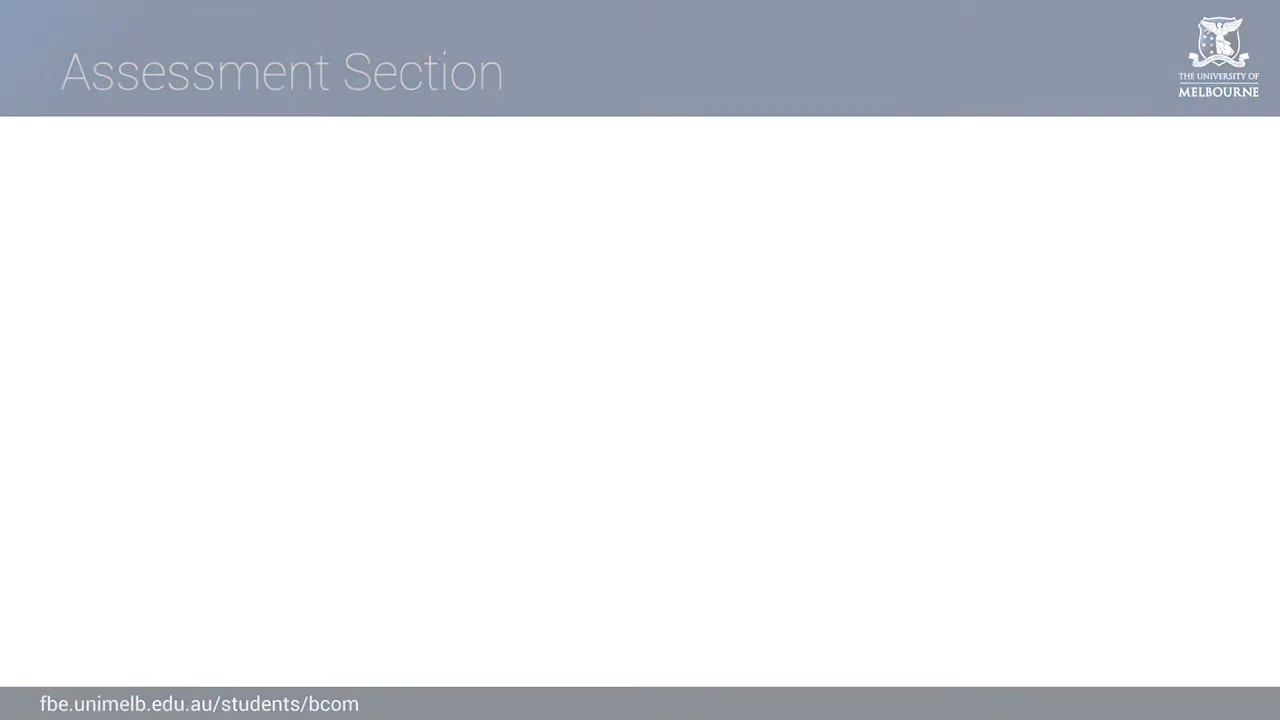 Assessment Section
THE UNIVERSITY OF
MELBOURNE
fbe.unimelb.edu.au/students/bcom